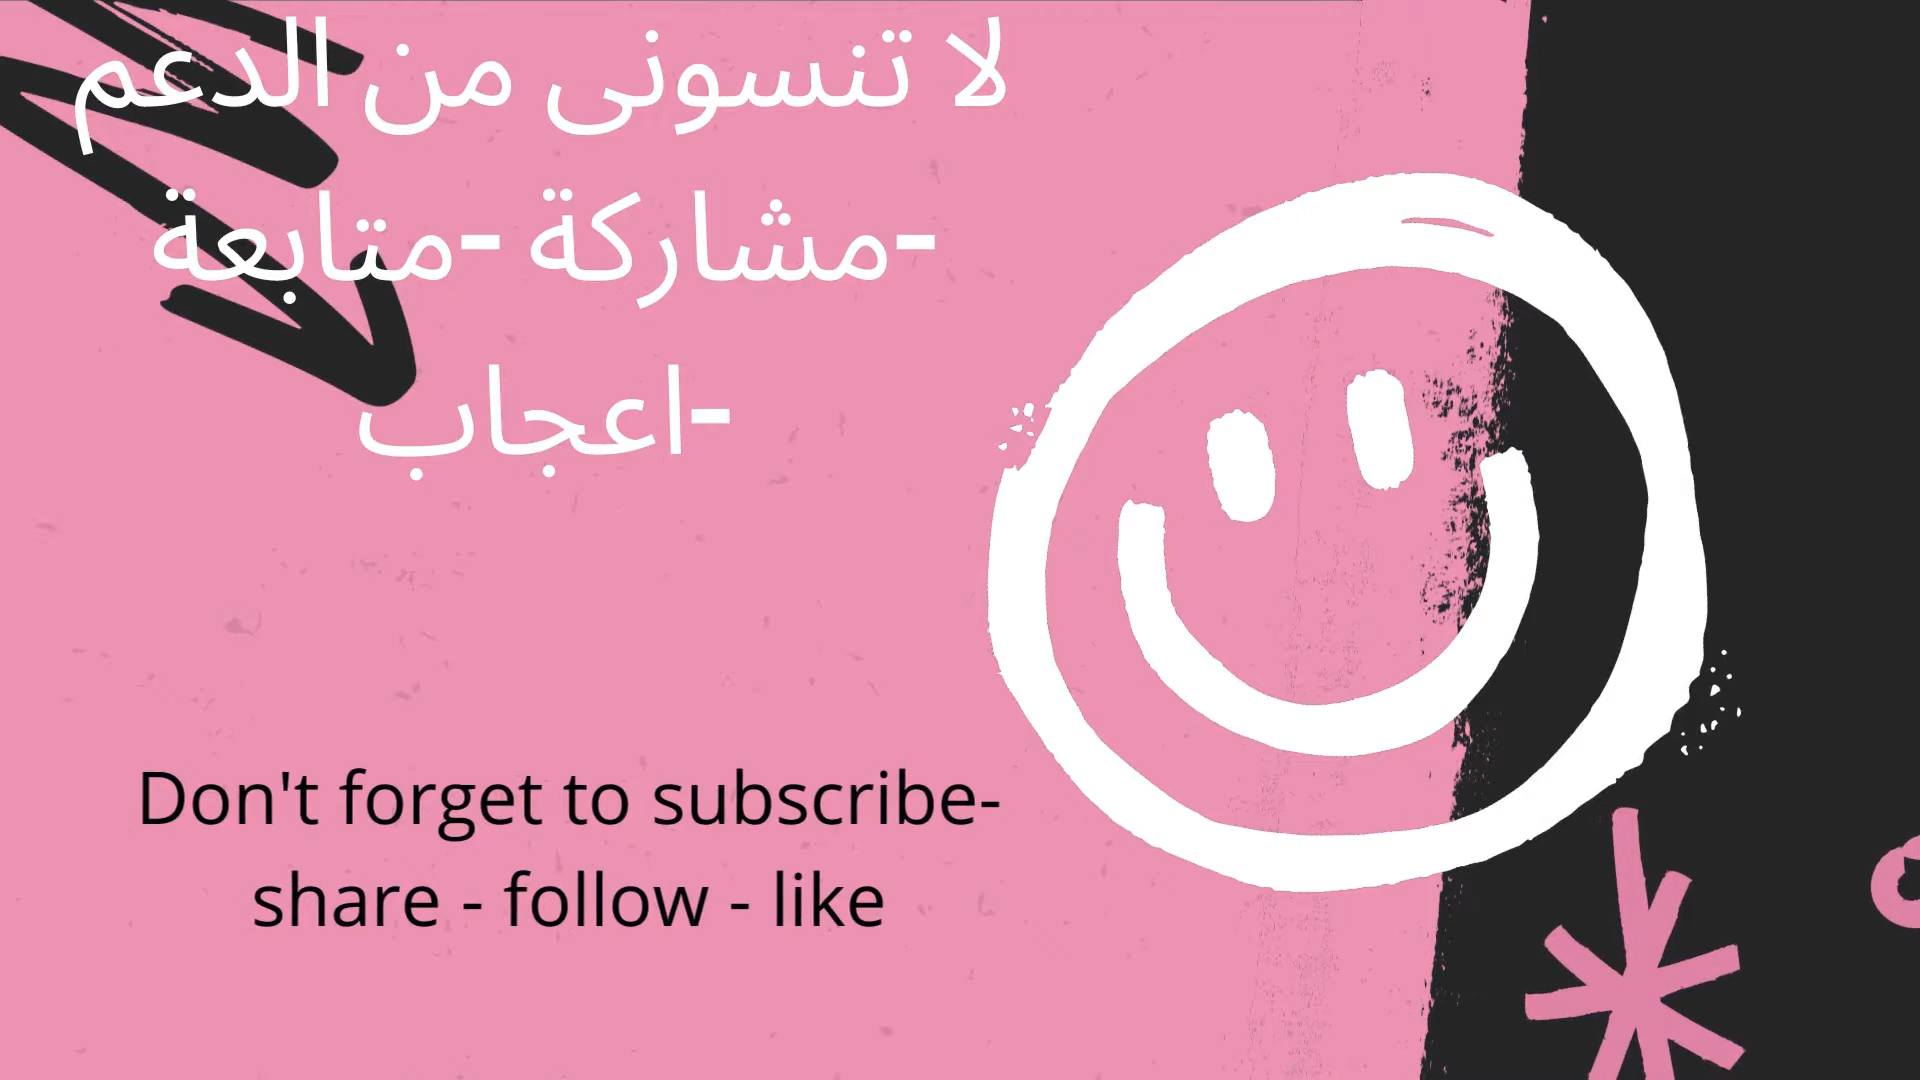 لا تنسونى من الدعم
-مشاركة -متابعة
-اعجاب
Don't forget to subscribe-
share - follow - like